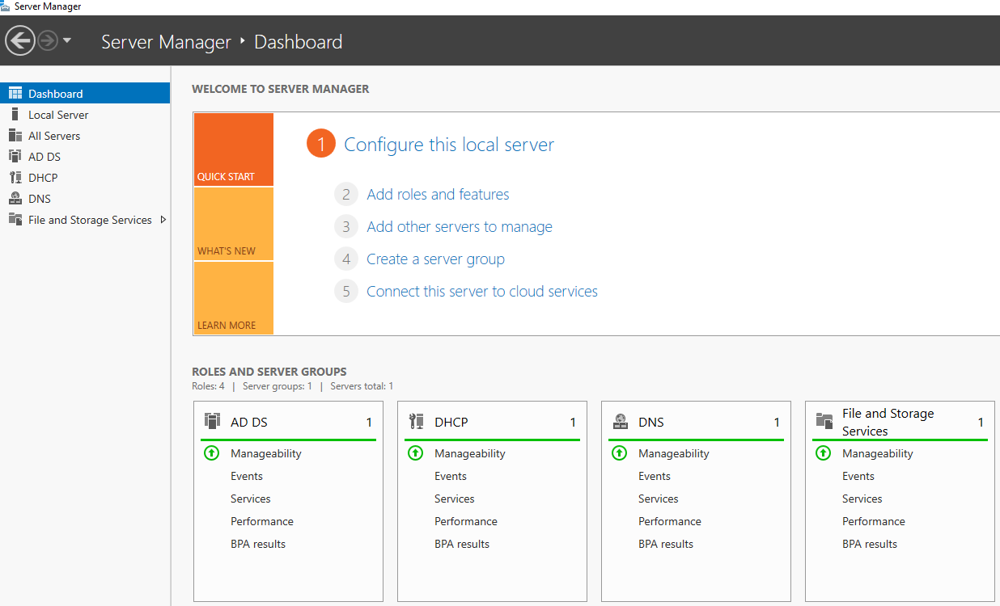 Server Manager
Server Manager ‣ Dashboard
Dashboard
Local Server
All Servers
AD DS
DHCP
DNS
File and Storage Services
WELCOME TO SERVER MANAGER
QUICK START
WHAT'S NEW
LEARN MORE
1 Configure this local server
2 Add roles and features
3 Add other servers to manage
4 Create a server group
5 Connect this server to cloud services
ROLES AND SERVER GROUPS
Roles: 4 | Server groups: 1 | Servers total: 1
AD DS 1
Manageability
Events
Services
Performance
BPA results
DHCP 1
Manageability
Events
Services
Performance
BPA results
DNS 1
Manageability
Events
Services
Performance
BPA results
File and Storage
Services 1
Manageability
Events
Services
Performance
BPA results